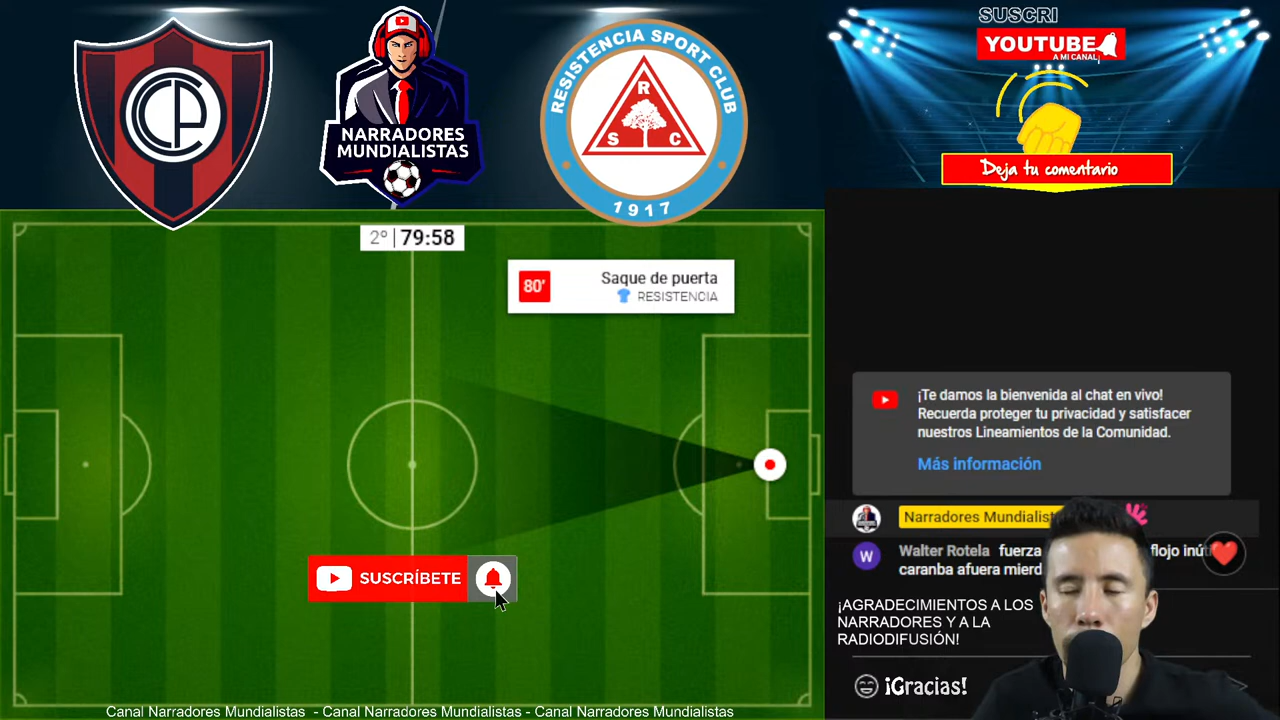 CCP
NARRADORES
MUNDIALISTAS
RESISTENCIA SPORT CLUB
R
S C
1917
SUSCRI
YOUTUBE
A MI CANAL
Deja tu comentario
2º | 79:58
80' Saque de puerta
RESISTENCIA
SUSCRÍBETE
¡Te damos la bienvenida al chat en vivo!
Recuerda proteger tu privacidad y satisfacer
nuestros Lineamientos de la Comunidad.
Más información
Narradores Mundialist
W Walter Rotela fuerza flojo inút
caranba afuera mierd
¡AGRADECIMIENTOS A LOS
NARRADORES Y A LA
RADIODIFUSIÓN!
¡Gracias!
Canal Narradores Mundialistas - Canal Narradores Mundialistas - Canal Narradores Mundialistas